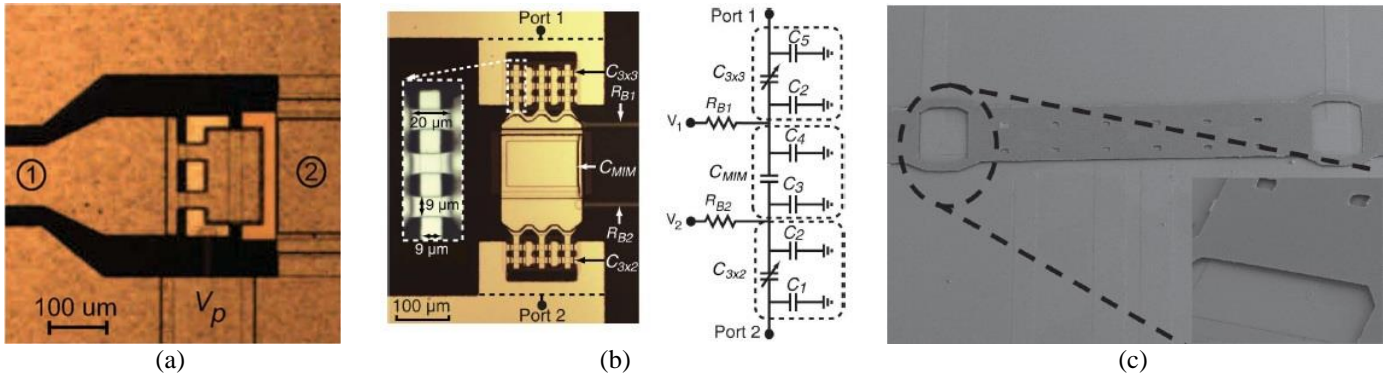 1
2
100 um
Vp
(a)
Port 1
C3x3
RB1
20 μm
CMIM
9 μm
9 μm
RB2
C3x2
100 μm
Port 2
(b)
Port 1
C5
C3x3
C2
RB1
V1
C4
CMIM
C3
RB2
V2
C2
C3x2
C1
Port 2
(c)